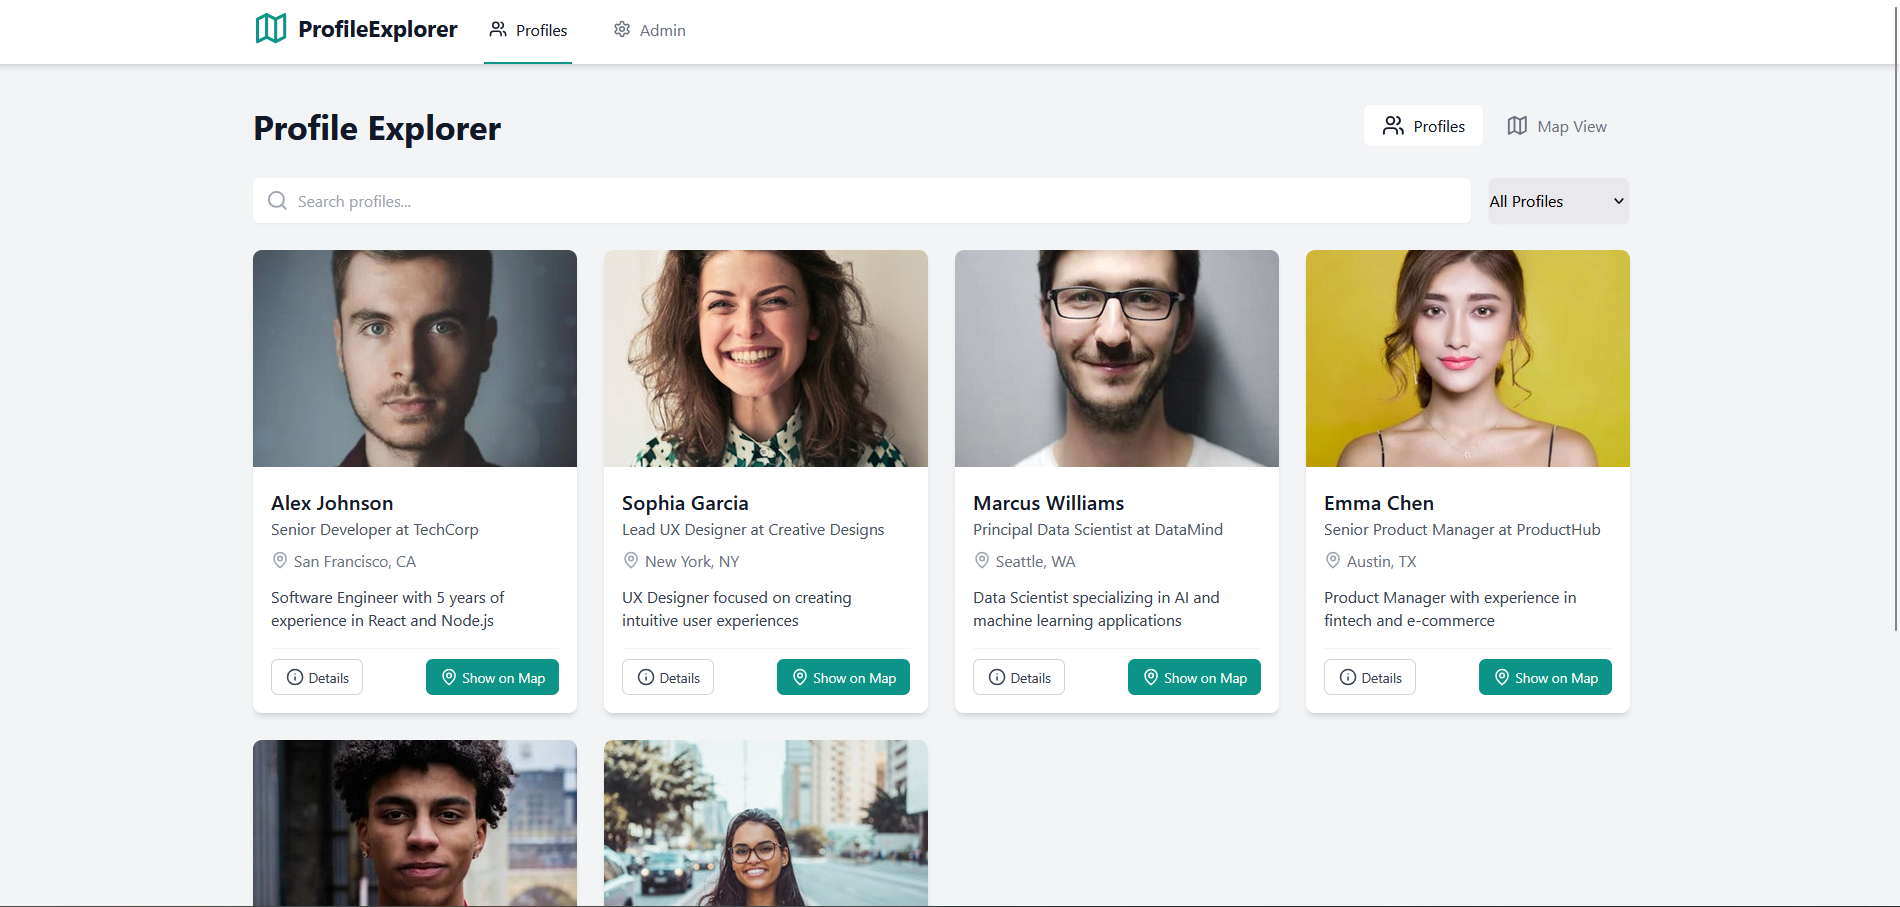 ProfileExplorer
Profiles
Admin
Profile Explorer
Profiles
Map View
Search profiles...
All Profiles
Alex Johnson
Senior Developer at TechCorp
San Francisco, CA
Software Engineer with 5 years of
experience in React and Node.js
Details
Show on Map
Sophia Garcia
Lead UX Designer at Creative Designs
New York, NY
UX Designer focused on creating
intuitive user experiences
Details
Show on Map
Marcus Williams
Principal Data Scientist at DataMind
Seattle, WA
Data Scientist specializing in AI and
machine learning applications
Details
Show on Map
Emma Chen
Senior Product Manager at ProductHub
Austin, TX
Product Manager with experience in
fintech and e-commerce
Details
Show on Map